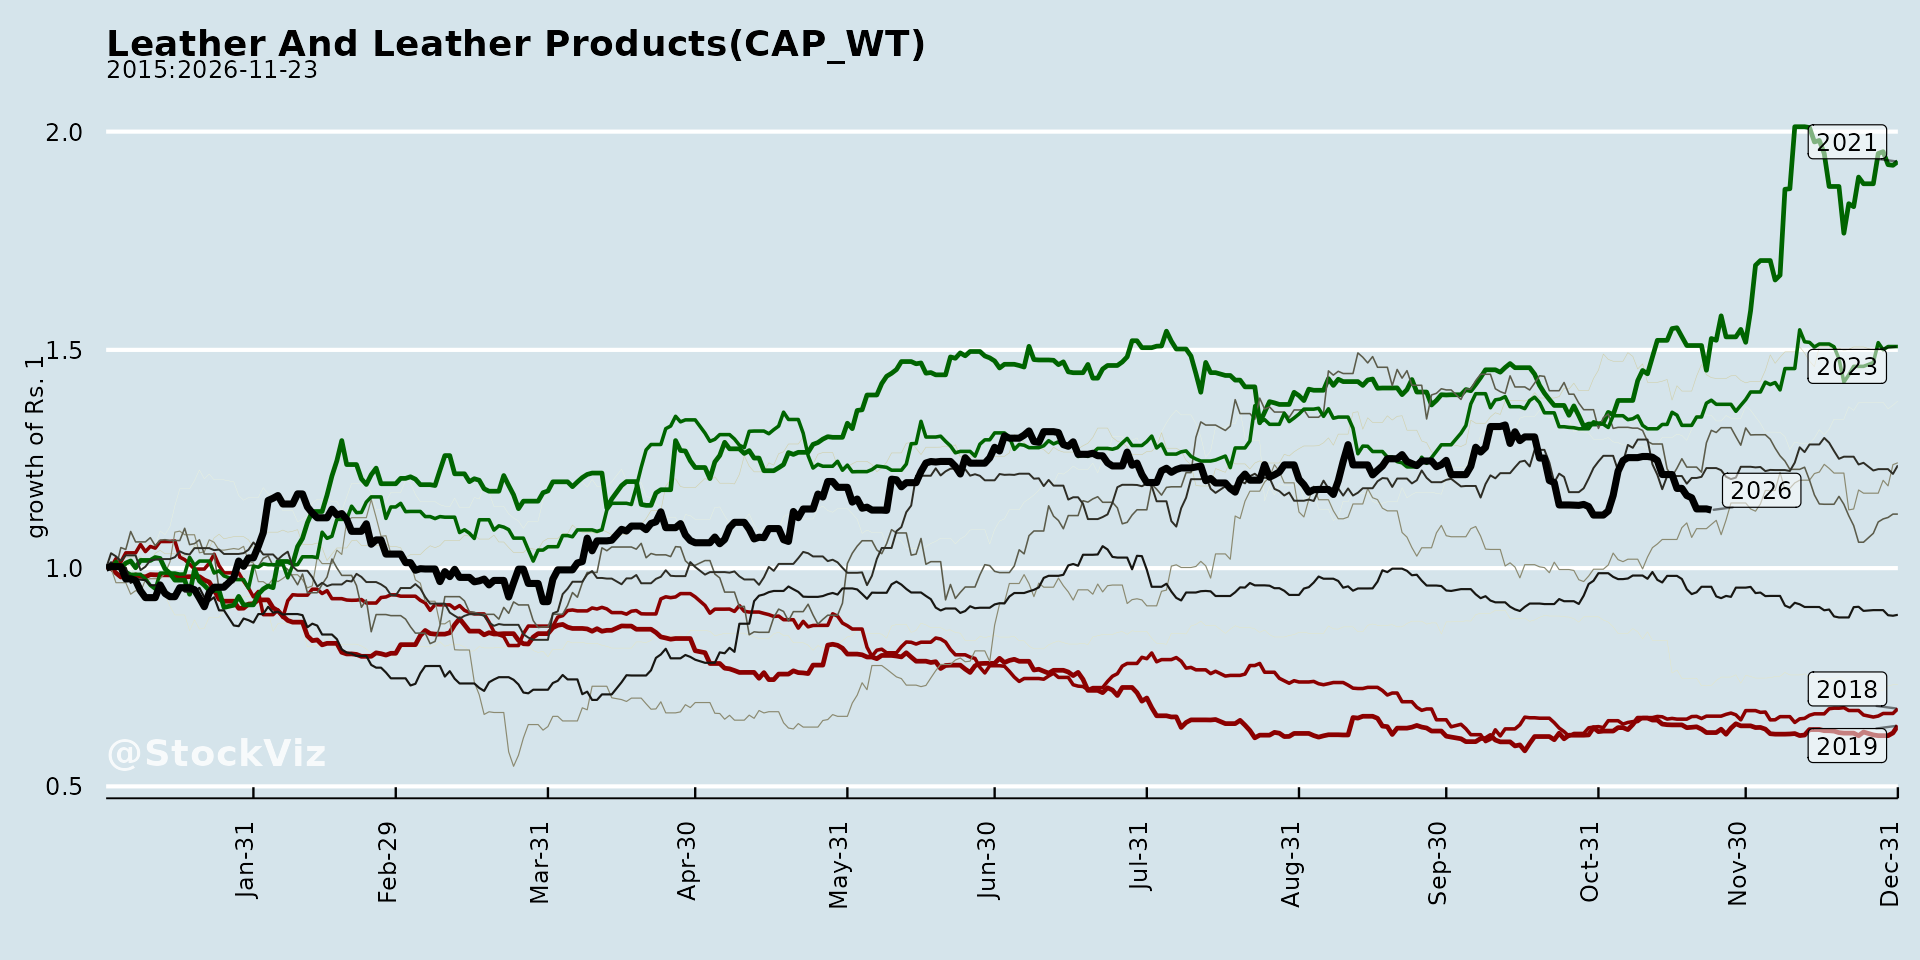 Leather And Leather Products(CAP_WT)
2015:2026-11-23
growth of Rs. 1
2.0
1.5
1.0
0.5
2021
2023
2026
2018
2019
@StockViz
Jan-31
Feb-29
Mar-31
Apr-30
May-31
Jun-30
Jul-31
Aug-31
Sep-30
Oct-31
Nov-30
Dec-31